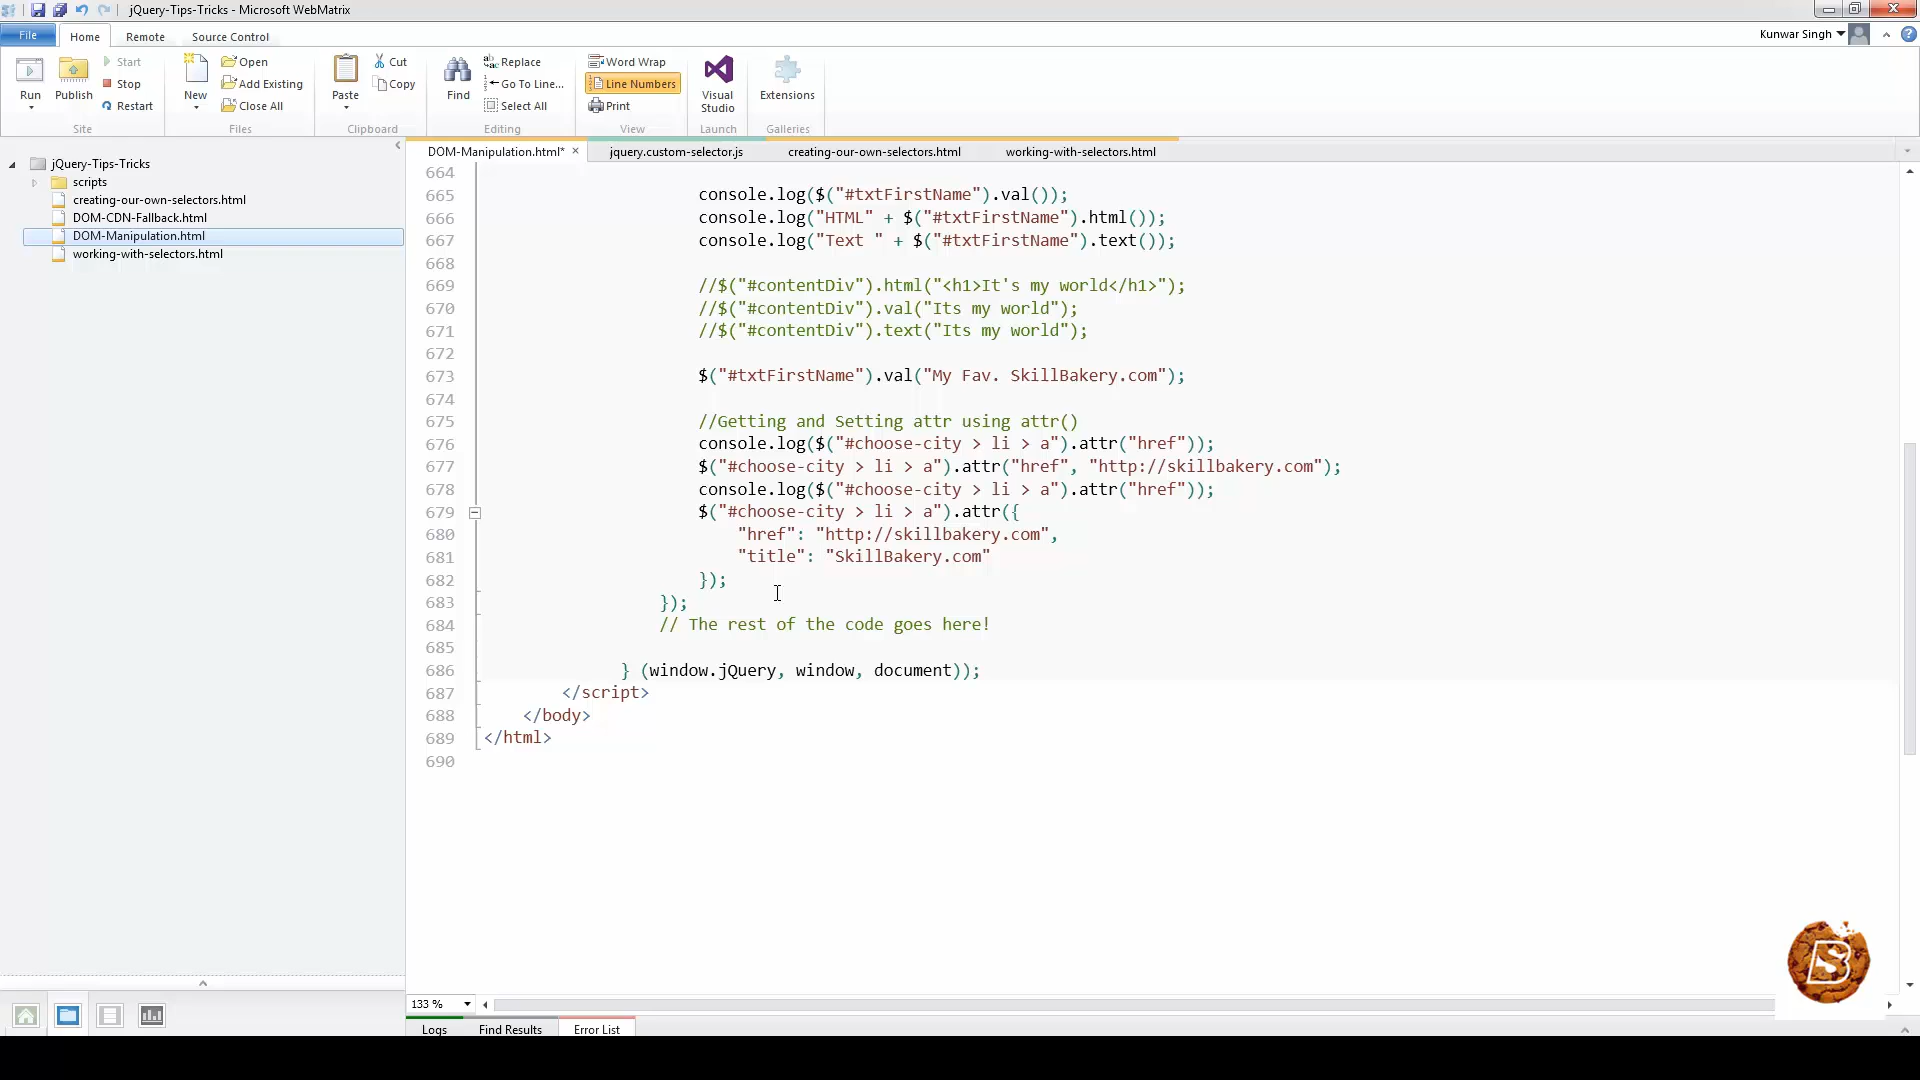 jQuery-Tips-Tricks - Microsoft WebMatrix
File Home Remote Source Control Kunwar Singh
Start Open Cut Replace Word Wrap
Run Publish Stop New Add Existing Paste Copy Find Go To Line... Line Numbers Visual Studio Extensions
Restart Close All Select All Print
Site Files Clipboard Editing View Launch Galleries
DOM-Manipulation.html* jquery.custom-selector.js creating-our-own-selectors.html working-with-selectors.html
jQuery-Tips-Tricks
scripts
creating-our-own-selectors.html
DOM-CDN-Fallback.html
DOM-Manipulation.html
working-with-selectors.html
664
665 console.log($("#txtFirstName").val());
666 console.log("HTML" + $("#txtFirstName").html());
667 console.log("Text " + $("#txtFirstName").text());
668
669 //$("#contentDiv").html("<h1>It's my world</h1>");
670 //$("#contentDiv").val("Its my world");
671 //$("#contentDiv").text("Its my world");
672
673 $("#txtFirstName").val("My Fav. SkillBakery.com");
674
675 //Getting and Setting attr using attr()
676 console.log($("#choose-city > li > a").attr("href"));
677 $("#choose-city > li > a").attr("href", "http://skillbakery.com");
678 console.log($("#choose-city > li > a").attr("href"));
679 $("#choose-city > li > a").attr({
680 "href": "http://skillbakery.com",
681 "title": "SkillBakery.com"
682 });
683 });
684 // The rest of the code goes here!
685
686 } (window.jQuery, window, document));
687 </script>
688 </body>
689 </html>
690
133 %
Logs Find Results Error List